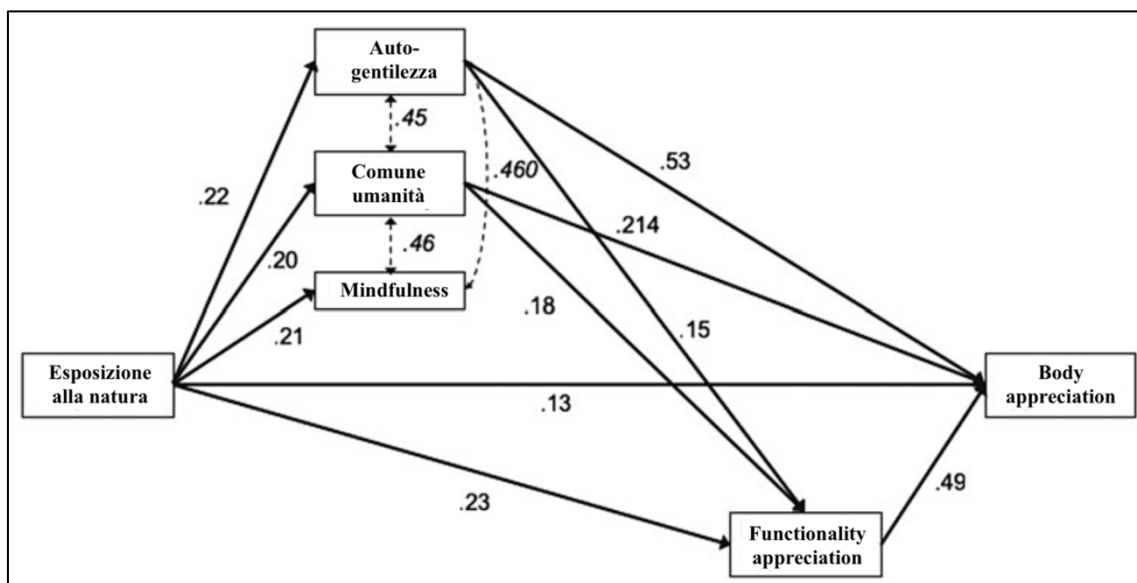 Auto-
gentilezza
.45
.53
Comune
umanità
.460
.22
.214
.20
.46
Mindfulness
.18
.21
.15
Esposizione
alla natura
Body
appreciation
.13
.49
.23
Functionality
appreciation